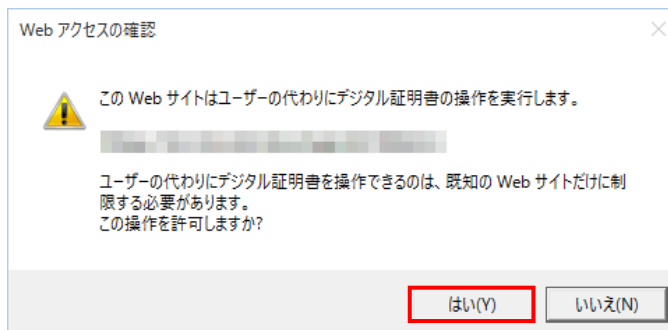 Web アクセスの確認
この Web サイトはユーザーの代わりにデジタル証明書の操作を実行します。
ユーザーの代わりにデジタル証明書を操作できるのは、既知の Web サイトだけに制
限する必要があります。
この操作を許可しますか?
はい(Y)
いいえ(N)